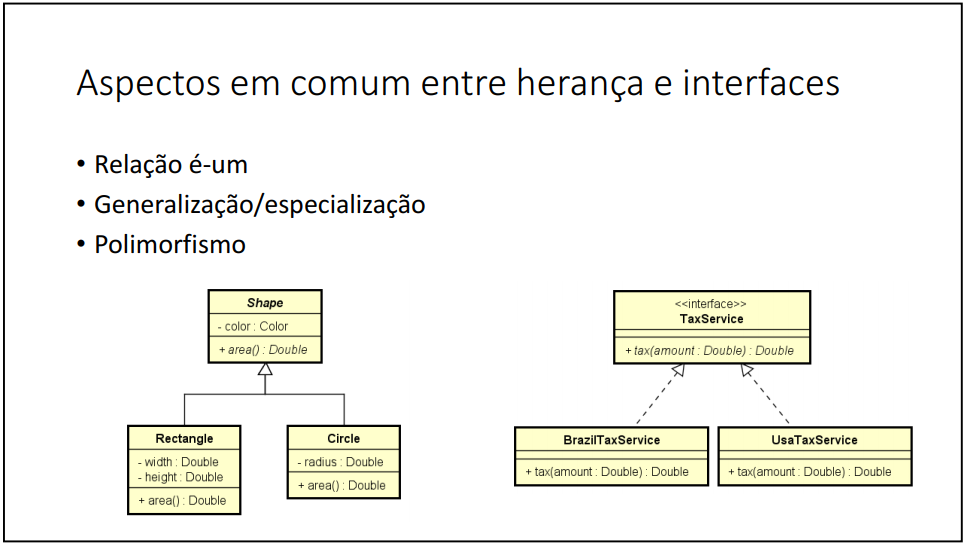 Aspectos em comum entre herança e interfaces
• Relação é-um
• Generalização/especialização
• Polimorfismo
Shape
- color : Color
+ area() : Double
Rectangle
- width : Double
- height : Double
+ area() : Double
Circle
- radius : Double
+ area() : Double
<<interface>>
TaxService
+ tax(amount : Double) : Double
BrazilTaxService
+ tax(amount : Double) : Double
UsaTaxService
+ tax(amount : Double) : Double